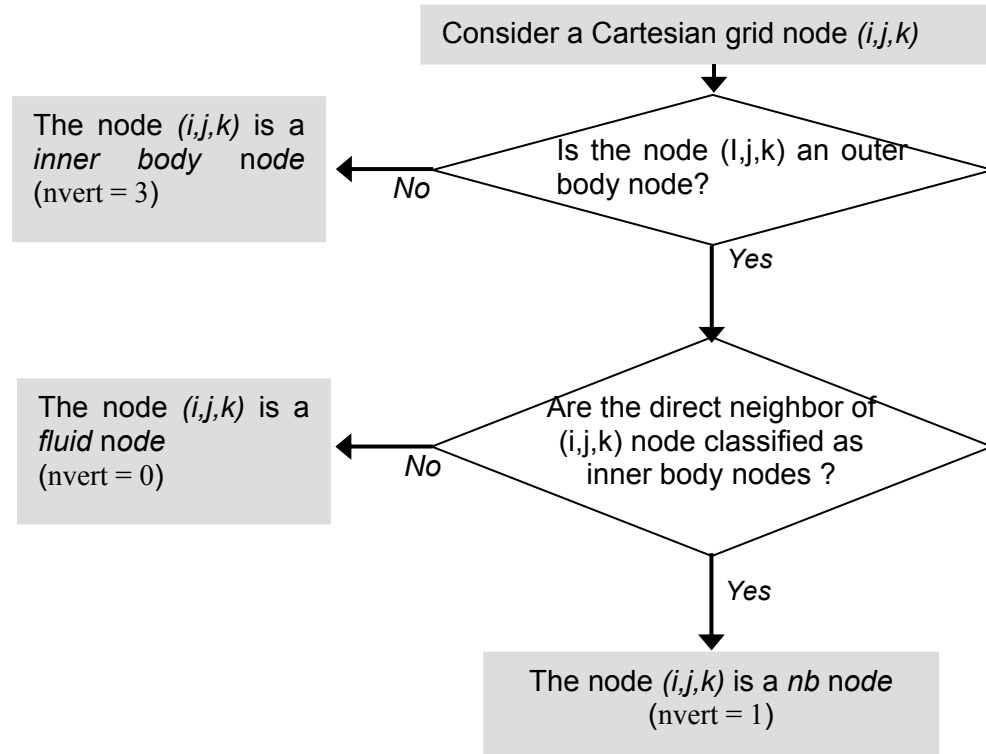 Consider a Cartesian grid node (i,j,k)
The node (i,j,k) is a
inner body node
(nvert = 3)
Is the node (I,j,k) an outer
body node?
No
Yes
The node (i,j,k) is a
fluid node
(nvert = 0)
Are the direct neighbor of
(i,j,k) node classified as
inner body nodes ?
No
Yes
The node (i,j,k) is a nb node
(nvert = 1)